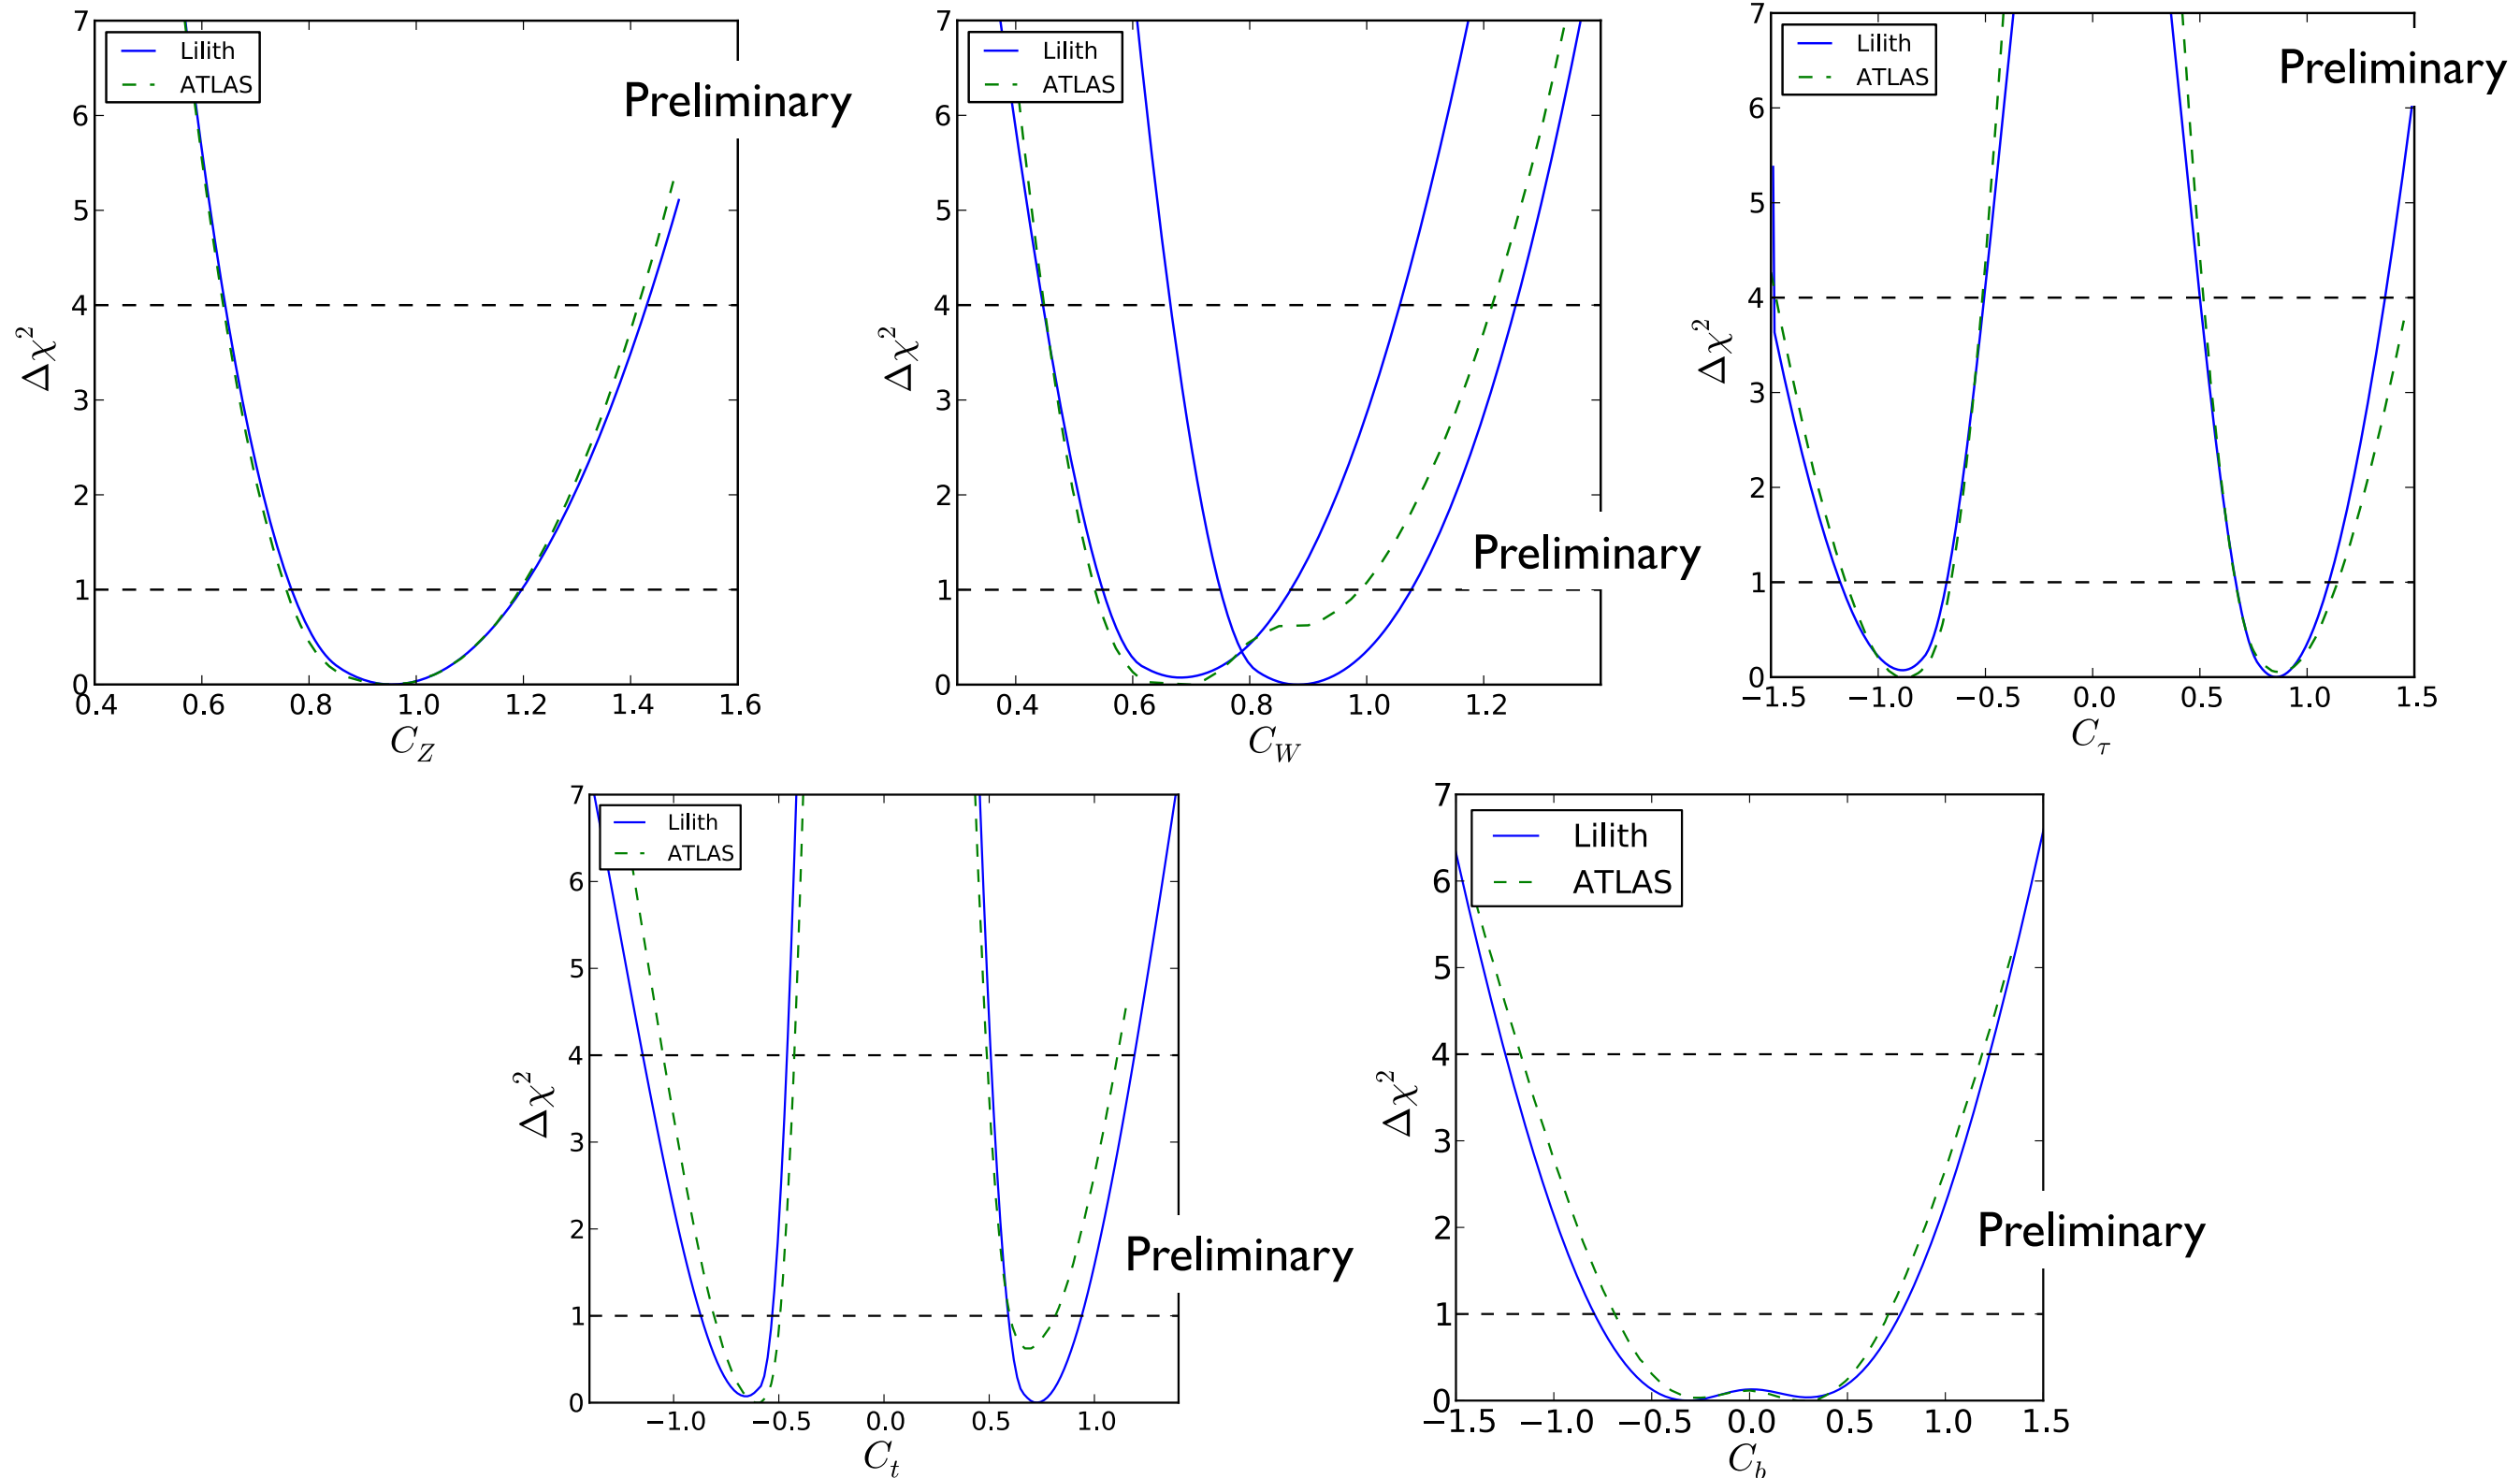 7
6
5
4
3
2
1
0
0.4 0.6 0.8 1.0 1.2 1.4 1.6
Δχ²
C_Z
Lilith
ATLAS
Preliminary
7
6
5
4
3
2
1
0
0.4 0.6 0.8 1.0 1.2
Δχ²
C_W
Lilith
ATLAS
Preliminary
7
6
5
4
3
2
1
0
−1.5 −1.0 −0.5 0.0 0.5 1.0 1.5
Δχ²
C_τ
Lilith
ATLAS
Preliminary
7
6
5
4
3
2
1
0
−1.0 −0.5 0.0 0.5 1.0
Δχ²
C_t
Lilith
ATLAS
Preliminary
7
6
5
4
3
2
1
0
−1.5 −1.0 −0.5 0.0 0.5 1.0 1.5
Δχ²
C_b
Lilith
ATLAS
Preliminary